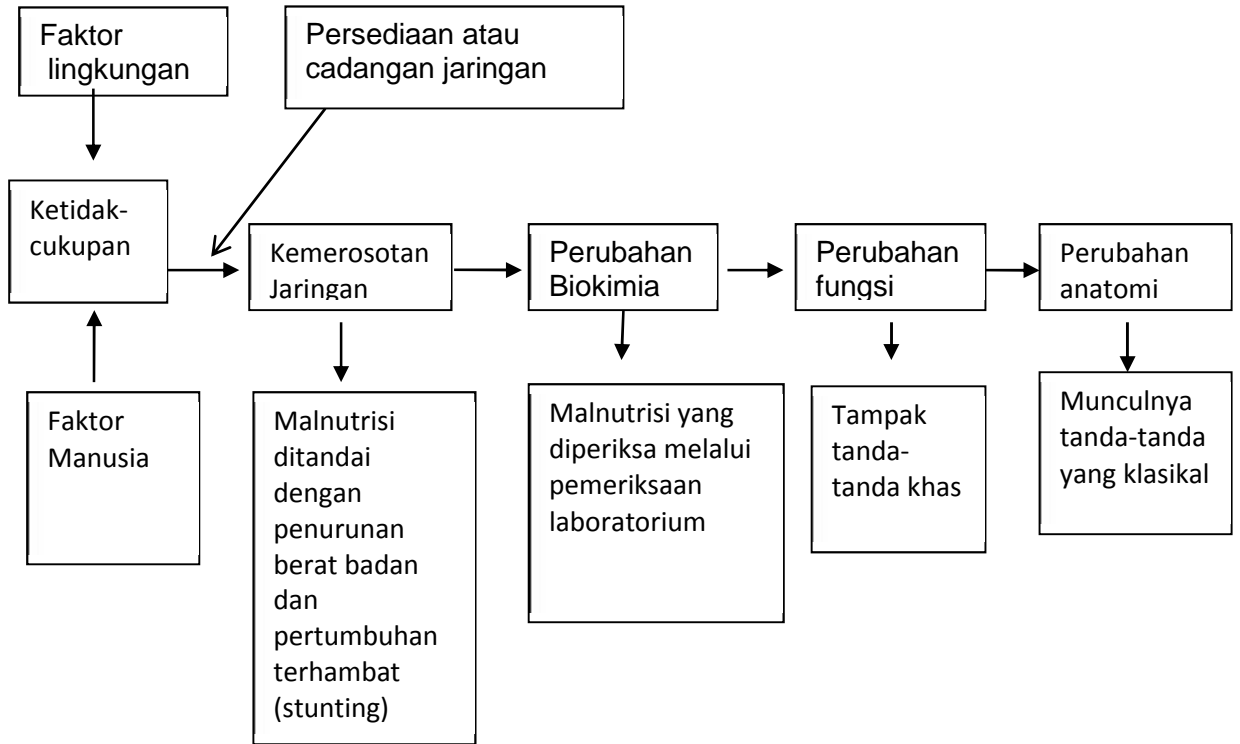 Faktor
lingkungan
Persediaan atau
cadangan jaringan
Ketidak-
cukupan
Kemerosotan
Jaringan
Perubahan
Biokimia
Perubahan
fungsi
Perubahan
anatomi
Faktor
Manusia
Malnutrisi
ditandai
dengan
penurunan
berat badan
dan
pertumbuhan
terhambat
(stunting)
Malnutrisi yang
diperiksa melalui
pemeriksaan
laboratorium
Tampak
tanda-
tanda khas
Munculnya
tanda-tanda
yang klasikal